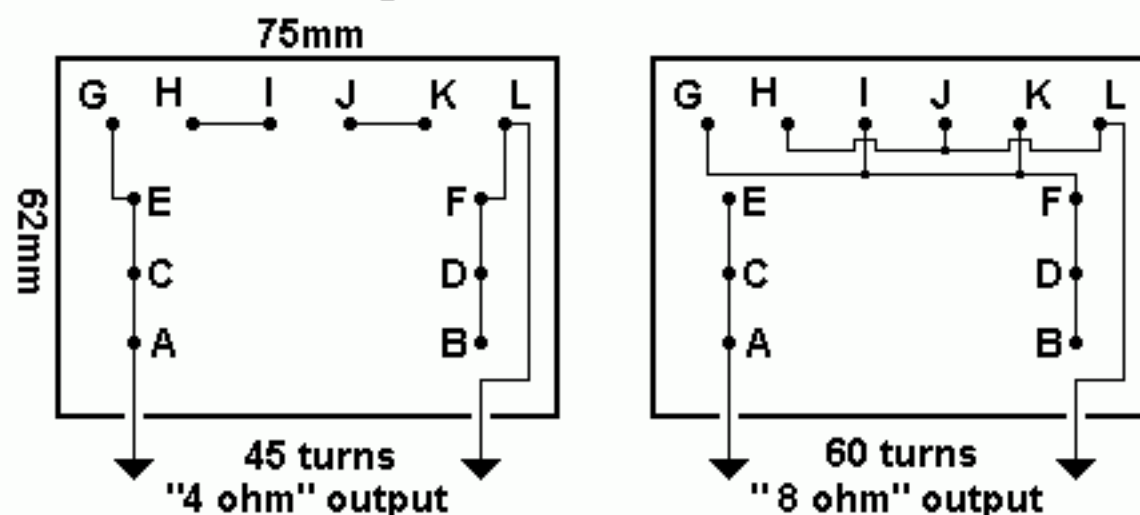 75mm
G H I J K L
G H I J K L
62mm
E F
E F
C D
C D
A B
A B
45 turns
"4 ohm" output
60 turns
"8 ohm" output